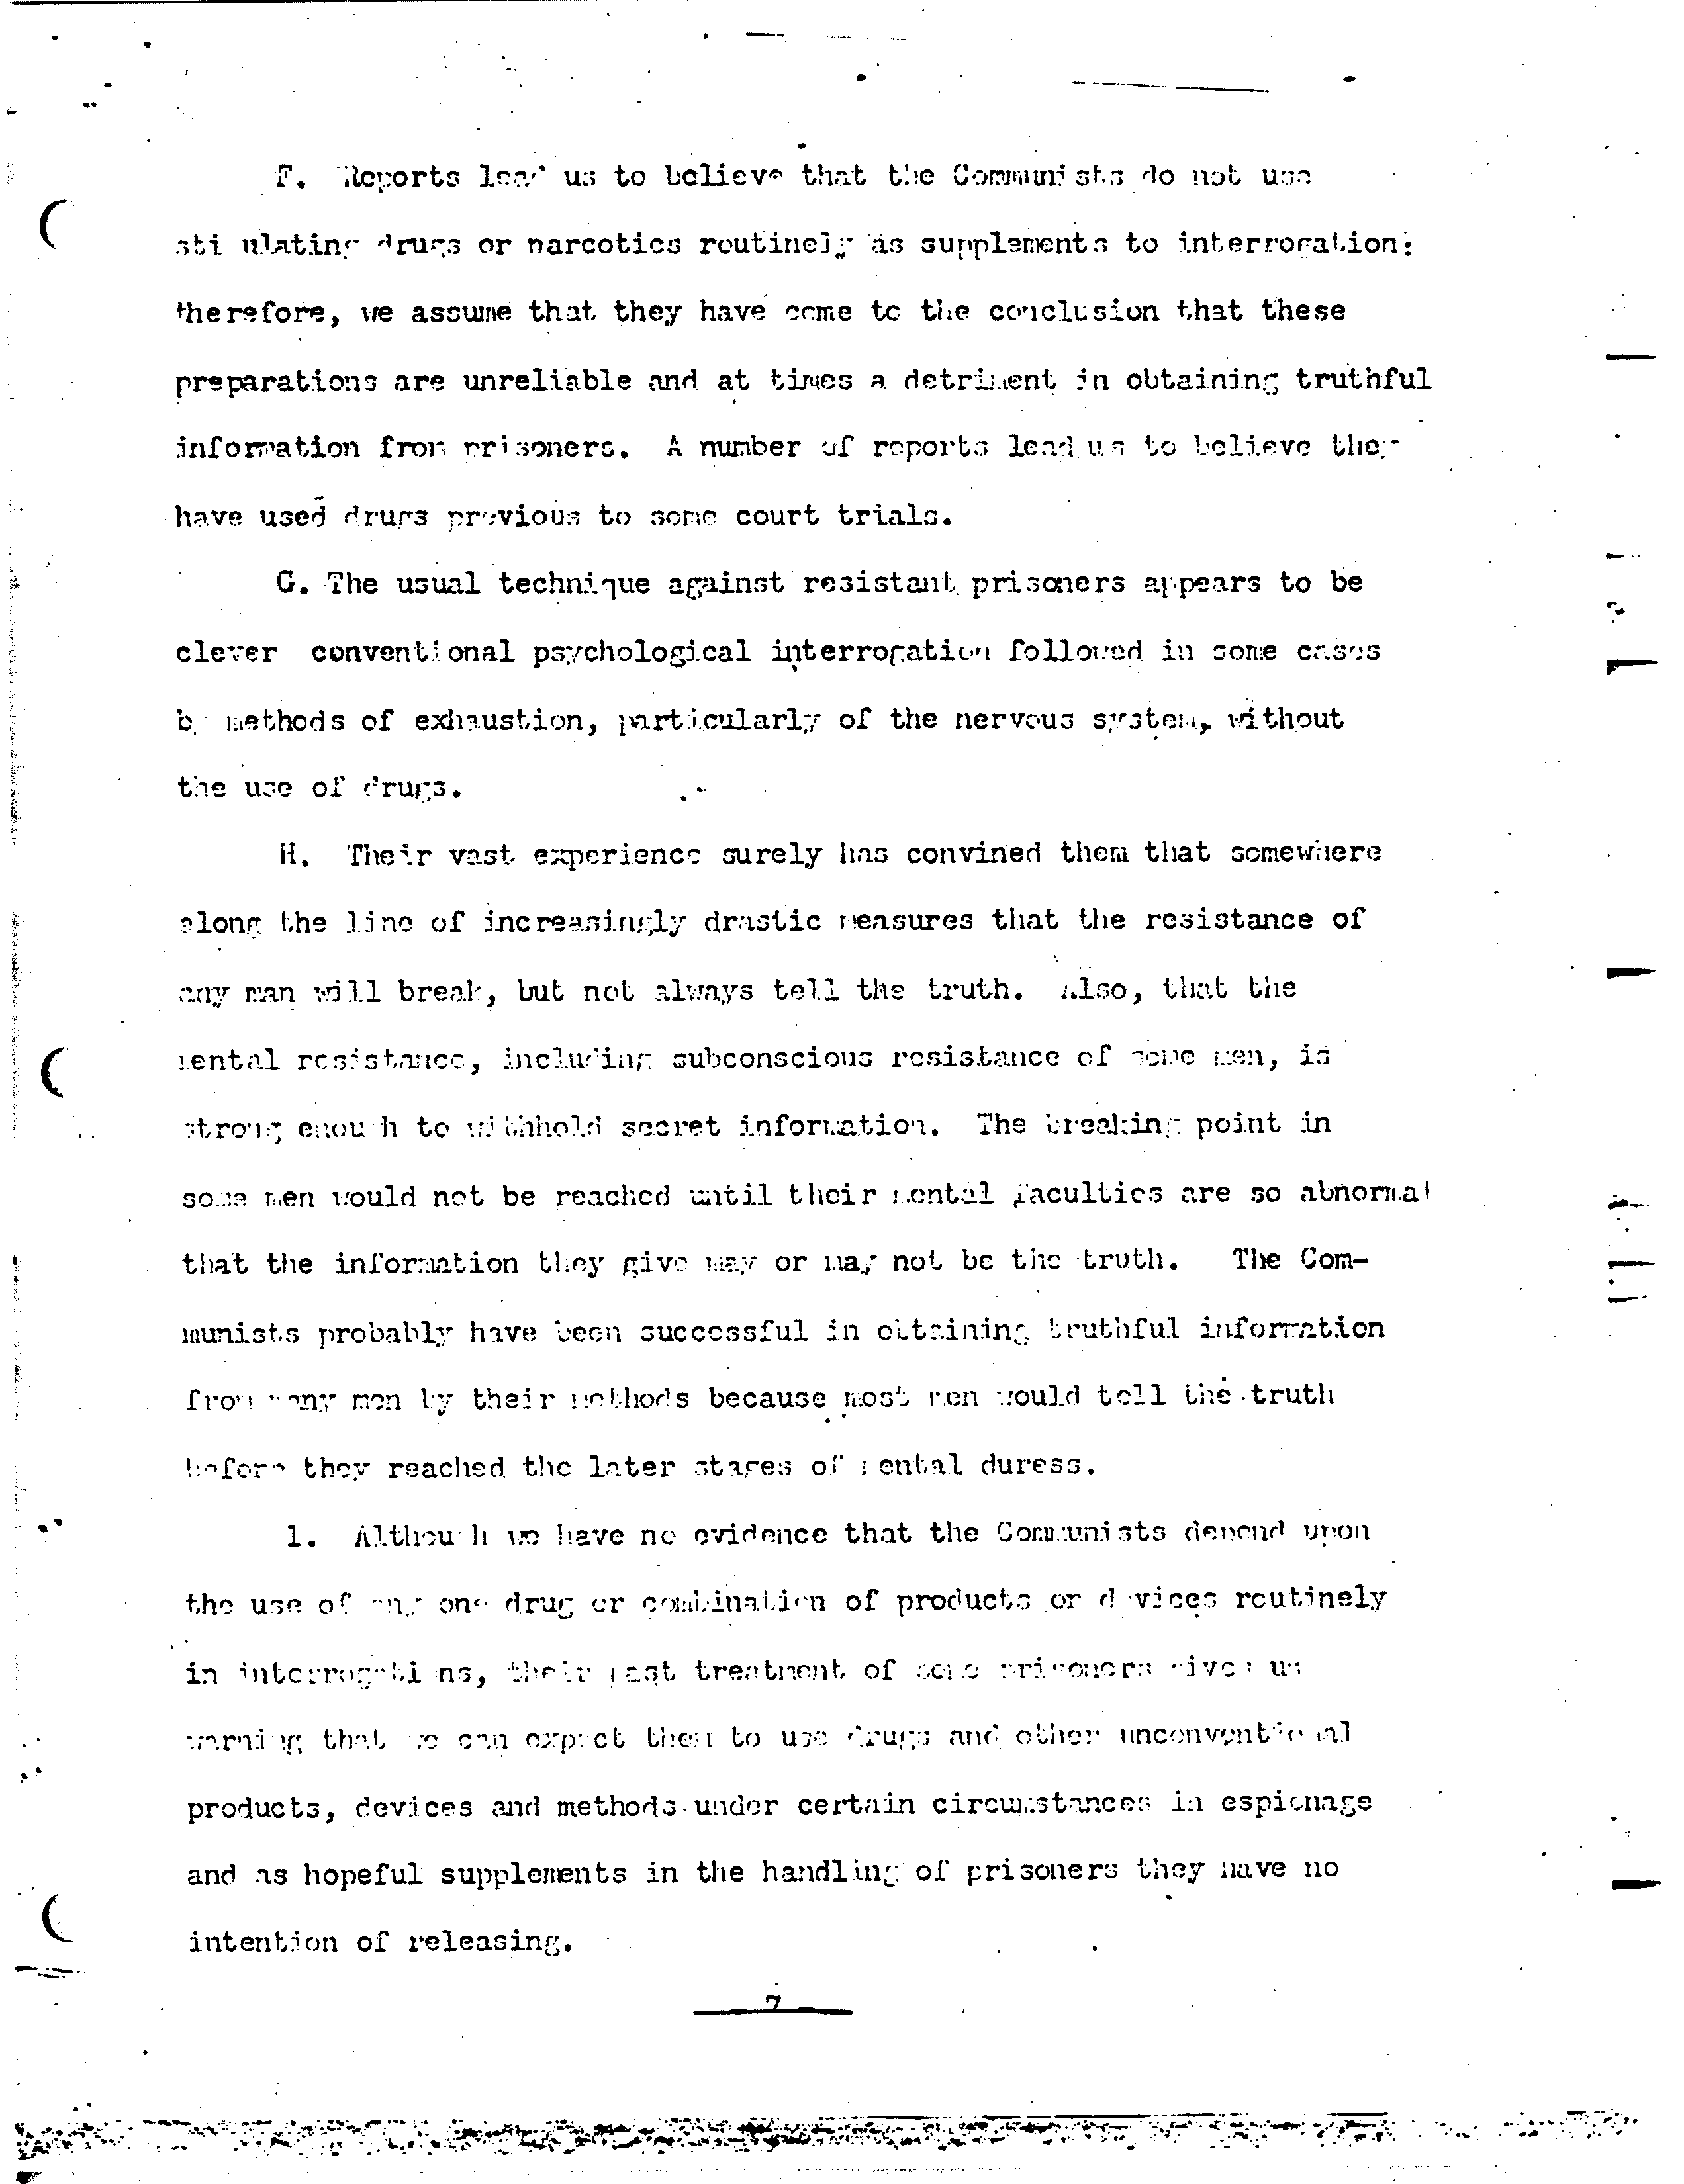 F. Reports lead us to believe that the Communists do not use
stimulating drugs or narcotics routinely as supplements to interrogation:
therefore, we assume that they have come to the conclusion that these
preparations are unreliable and at times a detriment in obtaining truthful
information from prisoners. A number of reports lead us to believe they
have used drugs previous to some court trials.
G. The usual technique against resistant prisoners appears to be
clever conventional psychological interrogation followed in some cases
by methods of exhaustion, particularly of the nervous system, without
the use of drugs.
H. Their vast experience surely has convined them that somewhere
along the line of increasingly drastic measures that the resistance of
any man will break, but not always tell the truth. Also, that the
mental resistance, including subconscious resistance of some men, is
strong enough to withhold secret information. The breaking point in
some men would not be reached until their mental faculties are so abnormal
that the information they give may or may not be the truth. The Com-
munists probably have been successful in obtaining truthful information
from many men by their methods because most men would tell the truth
before they reached the later stages of mental duress.
1. Although we have no evidence that the Communists depend upon
the use of any one drug or combination of products or devices routinely
in interrogations, their past treatment of some prisoners gives us
warning that we can expect them to use drugs and other unconventional
products, devices and methods under certain circumstances in espionage
and as hopeful supplements in the handling of prisoners they have no
intention of releasing.
7